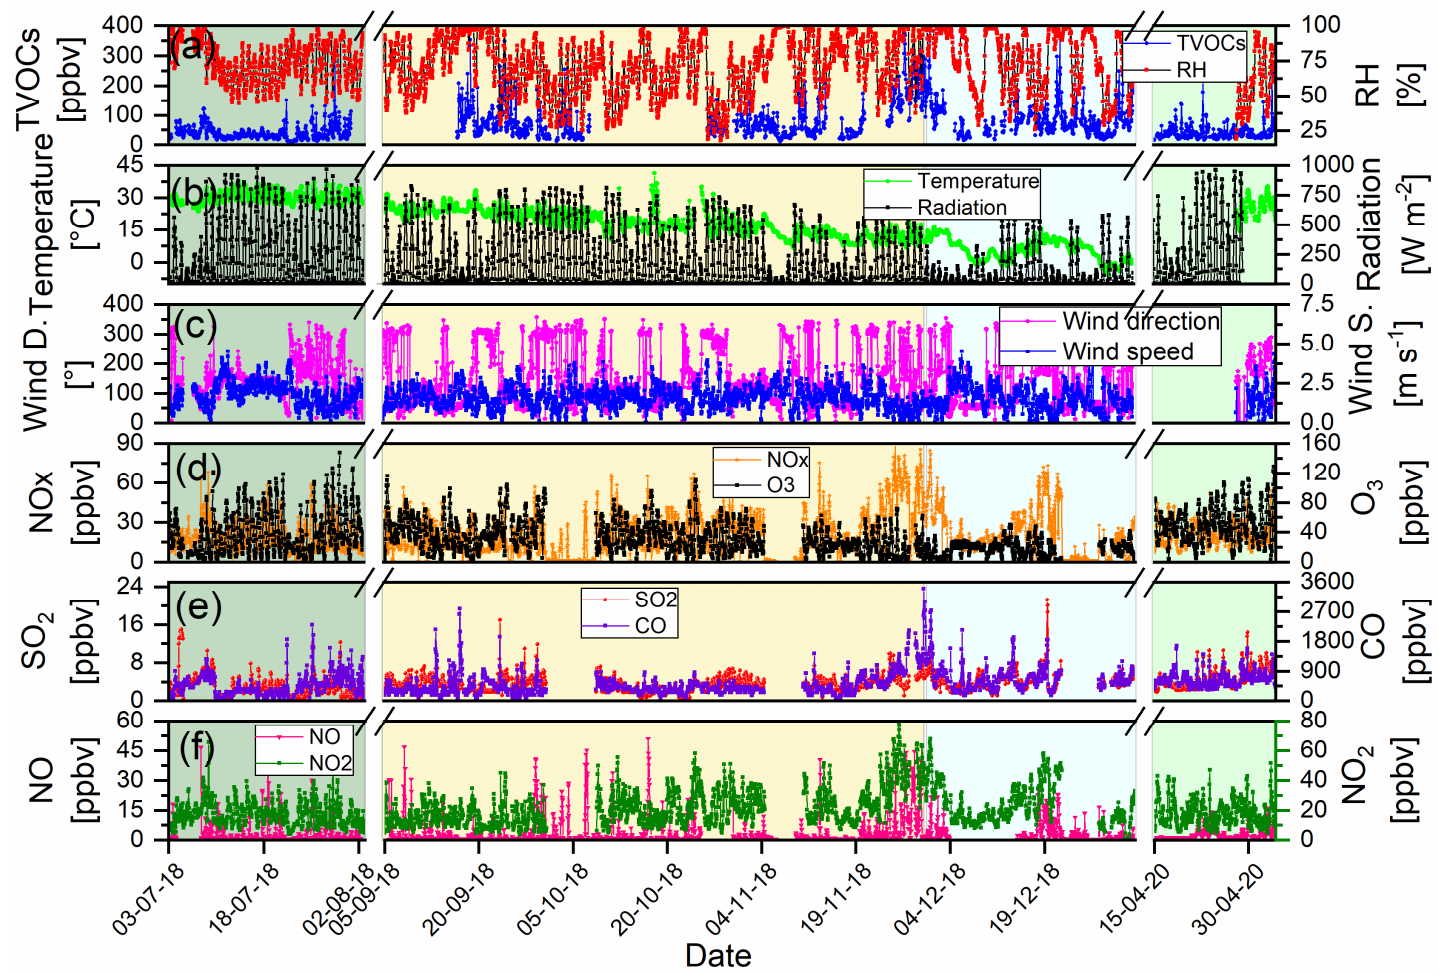 (a)
TVOCs
[ppbv]
400
300
200
100
0
TVOCs
RH
100
75
50
25
RH
[%]
(b)
Temperature
[°C]
45
30
15
0
Temperature
Radiation
1000
750
500
250
0
Radiation
[W m-2]
(c)
Wind D.
[°]
400
300
200
100
0
Wind direction
Wind speed
7.5
5.0
2.5
0.0
Wind S.
[m s-1]
(d)
NOx
[ppbv]
90
60
30
0
NOx
O3
160
120
80
40
0
O3
[ppbv]
(e)
SO2
[ppbv]
24
16
8
0
SO2
CO
3600
2700
1800
900
0
CO
[ppbv]
(f)
NO
[ppbv]
60
45
30
15
0
NO
NO2
80
60
40
20
0
NO2
[ppbv]
03-07-18
18-07-18
02-08-18
05-09-18
20-09-18
05-10-18
20-10-18
04-11-18
19-11-18
04-12-18
19-12-18
15-04-20
30-04-20
Date